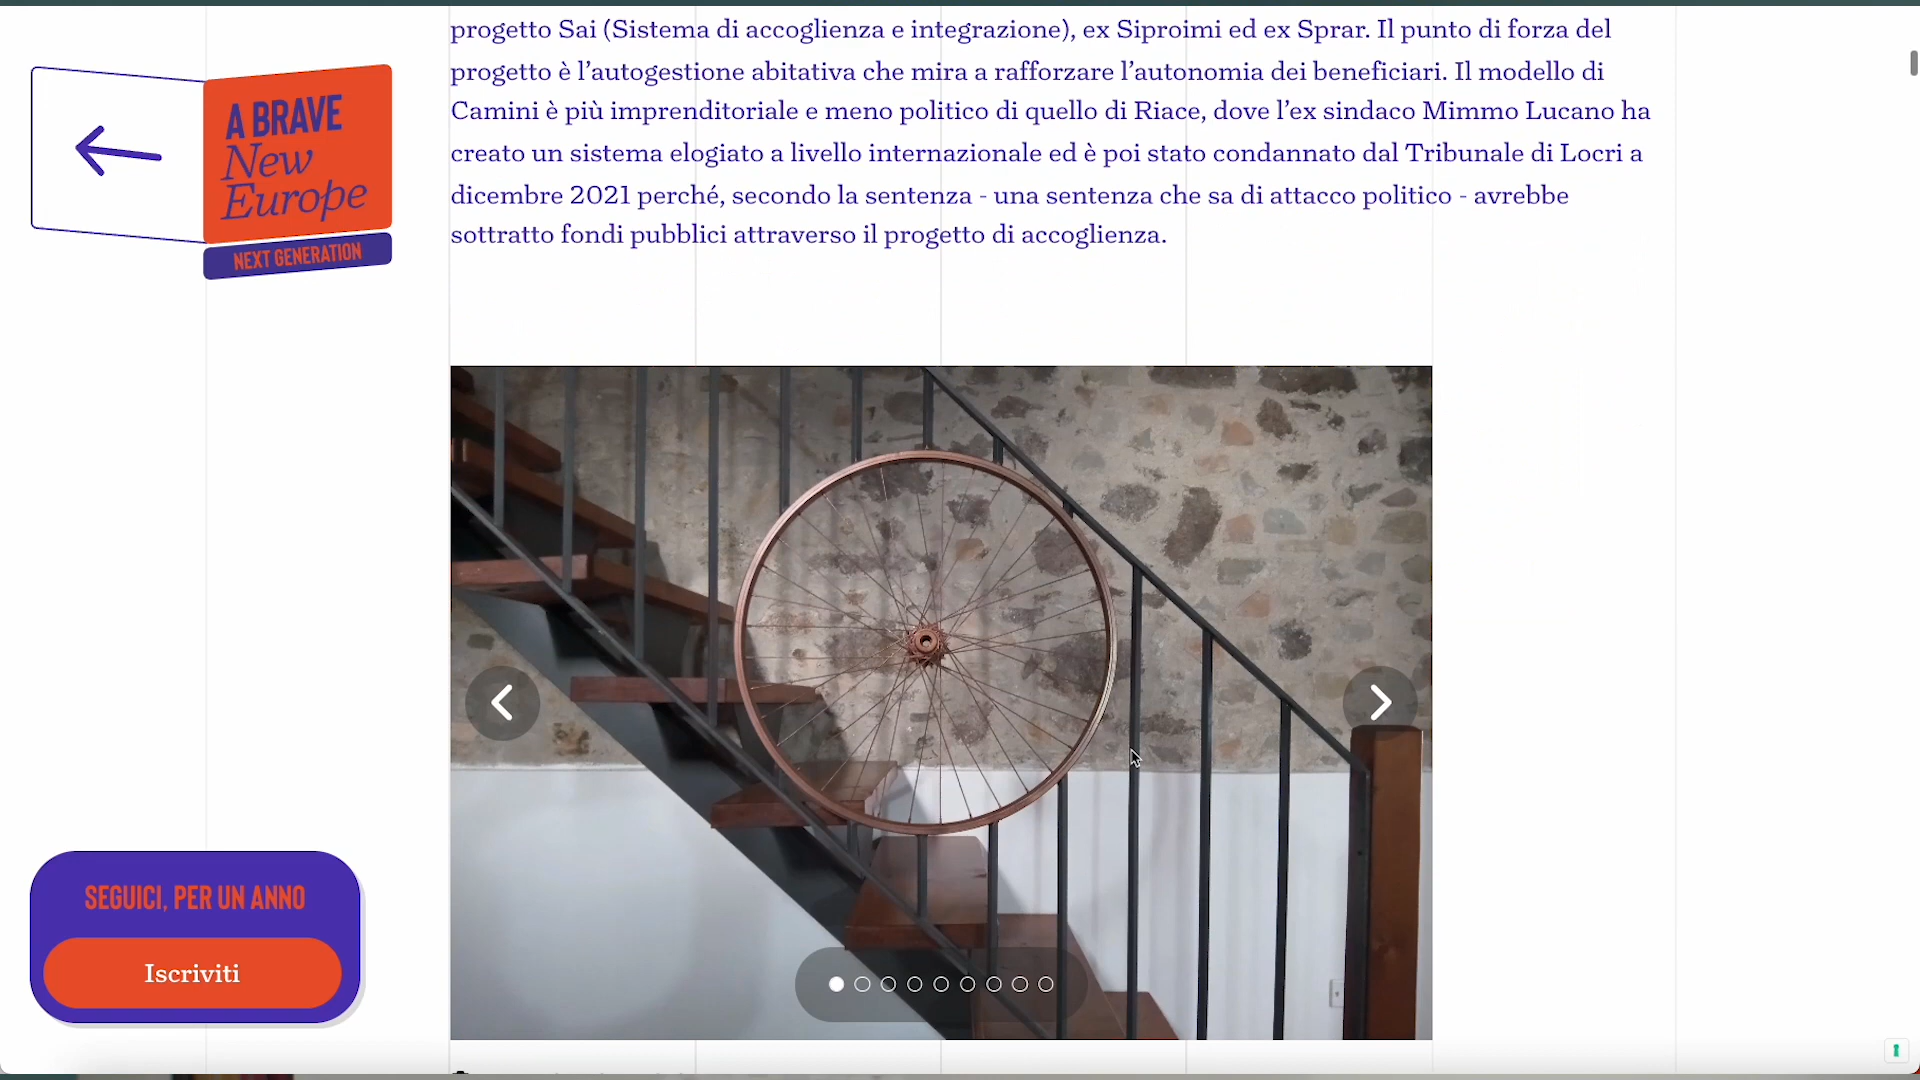 progetto Sai (Sistema di accoglienza e integrazione), ex Siproimi ed ex Sprar. Il punto di forza del
progetto è l’autogestione abitativa che mira a rafforzare l’autonomia dei beneficiari. Il modello di
Camini è più imprenditoriale e meno politico di quello di Riace, dove l’ex sindaco Mimmo Lucano ha
creato un sistema elogiato a livello internazionale ed è poi stato condannato dal Tribunale di Locri a
dicembre 2021 perché, secondo la sentenza - una sentenza che sa di attacco politico - avrebbe
sottratto fondi pubblici attraverso il progetto di accoglienza.
A BRAVE
New
Europe
NEXT GENERATION
SEGUICI, PER UN ANNO
Iscriviti